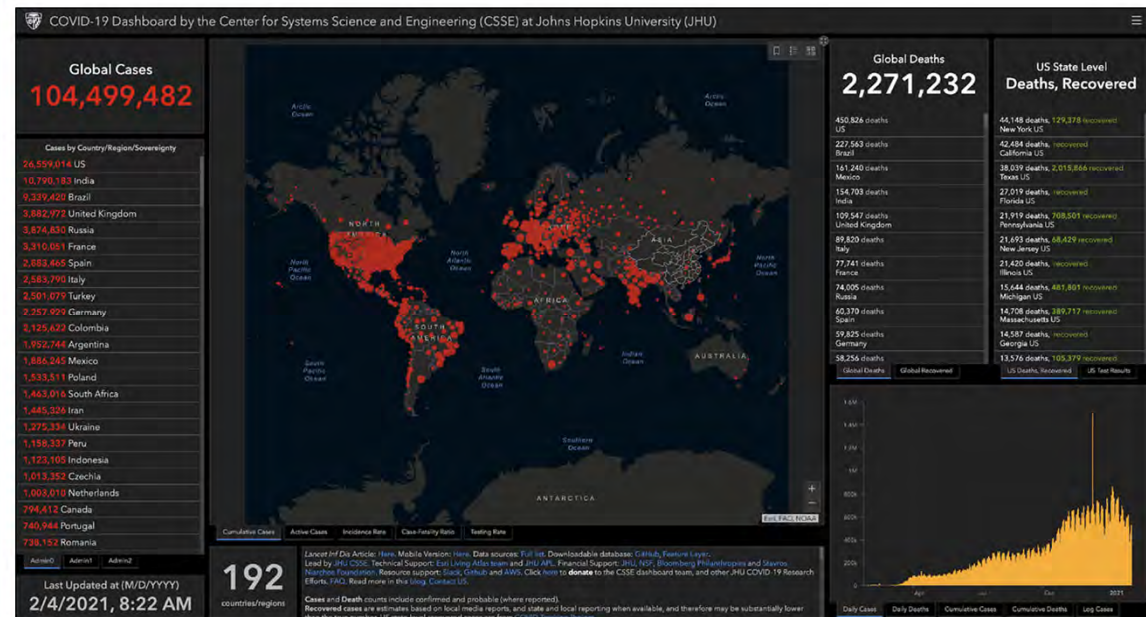 COVID-19 Dashboard by the Center for Systems Science and Engineering (CSSE) at Johns Hopkins University (JHU)
Global Cases
104,499,482
Cases by Country/Region/Sovereignty
26,559,014 US
10,790,183 India
9,339,420 Brazil
3,882,972 United Kingdom
3,874,830 Russia
3,310,051 France
2,883,465 Spain
2,583,790 Italy
2,501,079 Turkey
2,257,929 Germany
2,125,622 Colombia
1,952,744 Argentina
1,886,245 Mexico
1,533,511 Poland
1,463,016 South Africa
1,445,326 Iran
1,275,334 Ukraine
1,158,337 Peru
1,123,105 Indonesia
1,013,352 Czechia
1,003,010 Netherlands
794,412 Canada
740,944 Portugal
738,152 Romania
Admin0 Admin1 Admin2
Last Updated at (M/D/YYYY)
2/4/2021, 8:22 AM
Arctic
Ocean
Arctic
Ocean
NORTH
AMERICA
EUROPE
ASIA
North
Pacific
Ocean
North
Atlantic
Ocean
North
Pacific
Ocean
AFRICA
SOUTH
AMERICA
Indian
Ocean
AUSTRALIA
South
Pacific
Ocean
South
Atlantic
Ocean
Southern
Ocean
ANTARCTICA
+
−
Esri, FAO, NOAA
Cumulative Cases Active Cases Incidence Rate Case-Fatality Ratio Testing Rate
192
countries/regions
Lancet Inf Dis Article: Here. Mobile Version: Here. Data sources: Full list. Downloadable database: GitHub, Feature Layer.
Lead by JHU CSSE. Technical Support: Esri Living Atlas team and JHU APL. Financial Support: JHU, NSF, Bloomberg Philanthropies and Stavros
Niarchos Foundation. Resource support: Slack, Github and AWS. Click here to donate to the CSSE dashboard team, and other JHU COVID-19 Research
Efforts. FAQ. Read more in this blog. Contact US.
Cases and Death counts include confirmed and probable (where reported).
Recovered cases are estimates based on local media reports, and state and local reporting when available, and therefore may be substantially lower
Global Deaths
2,271,232
450,826 deaths
US
227,563 deaths
Brazil
161,240 deaths
Mexico
154,703 deaths
India
109,547 deaths
United Kingdom
89,820 deaths
Italy
77,741 deaths
France
74,005 deaths
Russia
60,370 deaths
Spain
59,825 deaths
Germany
58,256 deaths
Global Deaths Global Recovered
US State Level
Deaths, Recovered
44,148 deaths, 129,378 recovered
New York US
42,484 deaths, recovered
California US
38,039 deaths, 2,015,866 recovered
Texas US
27,019 deaths, recovered
Florida US
21,919 deaths, 708,501 recovered
Pennsylvania US
21,693 deaths, 68,429 recovered
New Jersey US
21,420 deaths, recovered
Illinois US
15,644 deaths, 481,801 recovered
Michigan US
14,708 deaths, 389,717 recovered
Massachusetts US
14,587 deaths, recovered
Georgia US
13,576 deaths, 105,379 recovered
US Deaths, Recovered US Test Results
1.6M
1.4M
1.2M
1M
800k
600k
400k
200k
0
Apr Jul Oct 2021
Daily Cases Daily Deaths Cumulative Cases Cumulative Deaths Log Cases